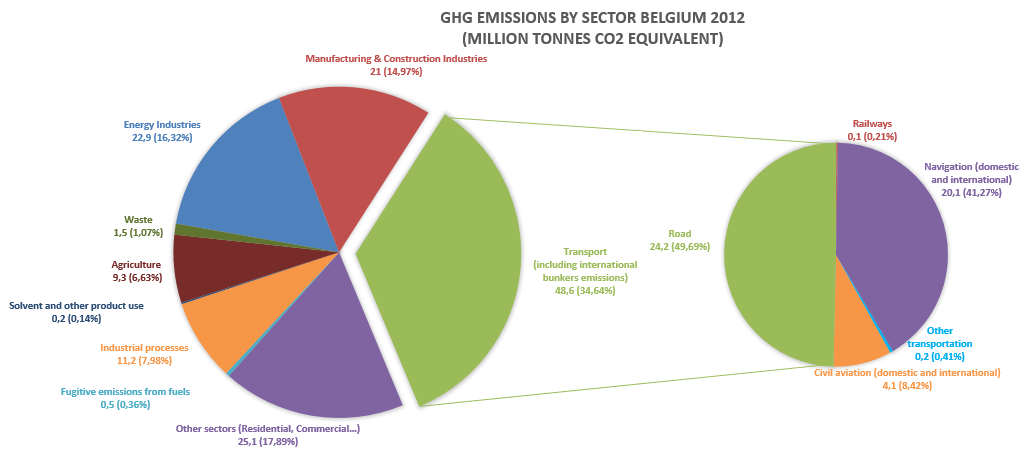 GHG EMISSIONS BY SECTOR BELGIUM 2012
(MILLION TONNES CO2 EQUIVALENT)
Manufacturing & Construction Industries
21 (14,97%)
Energy Industries
22,9 (16,32%)
Waste
1,5 (1,07%)
Agriculture
9,3 (6,63%)
Solvent and other product use
0,2 (0,14%)
Industrial processes
11,2 (7,98%)
Fugitive emissions from fuels
0,5 (0,36%)
Other sectors (Residential, Commercial...)
25,1 (17,89%)
Transport
(including international
bunkers emissions)
48,6 (34,64%)
Railways
0,1 (0,21%)
Navigation (domestic
and international)
20,1 (41,27%)
Road
24,2 (49,69%)
Other
transportation
0,2 (0,41%)
Civil aviation (domestic and international)
4,1 (8,42%)